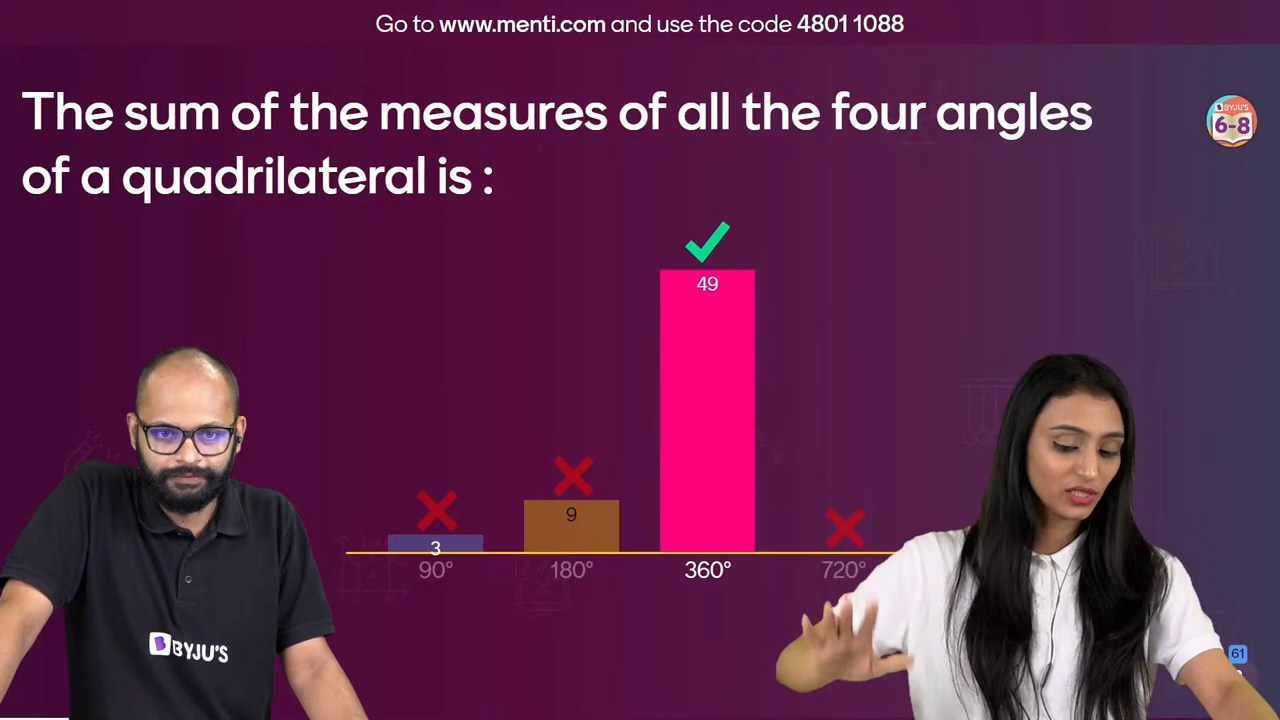 Go to www.menti.com and use the code 4801 1088
The sum of the measures of all the four angles
of a quadrilateral is :
BYJU'S
6-8
49
9
3
90°
180°
360°
720°
BYJU'S
61